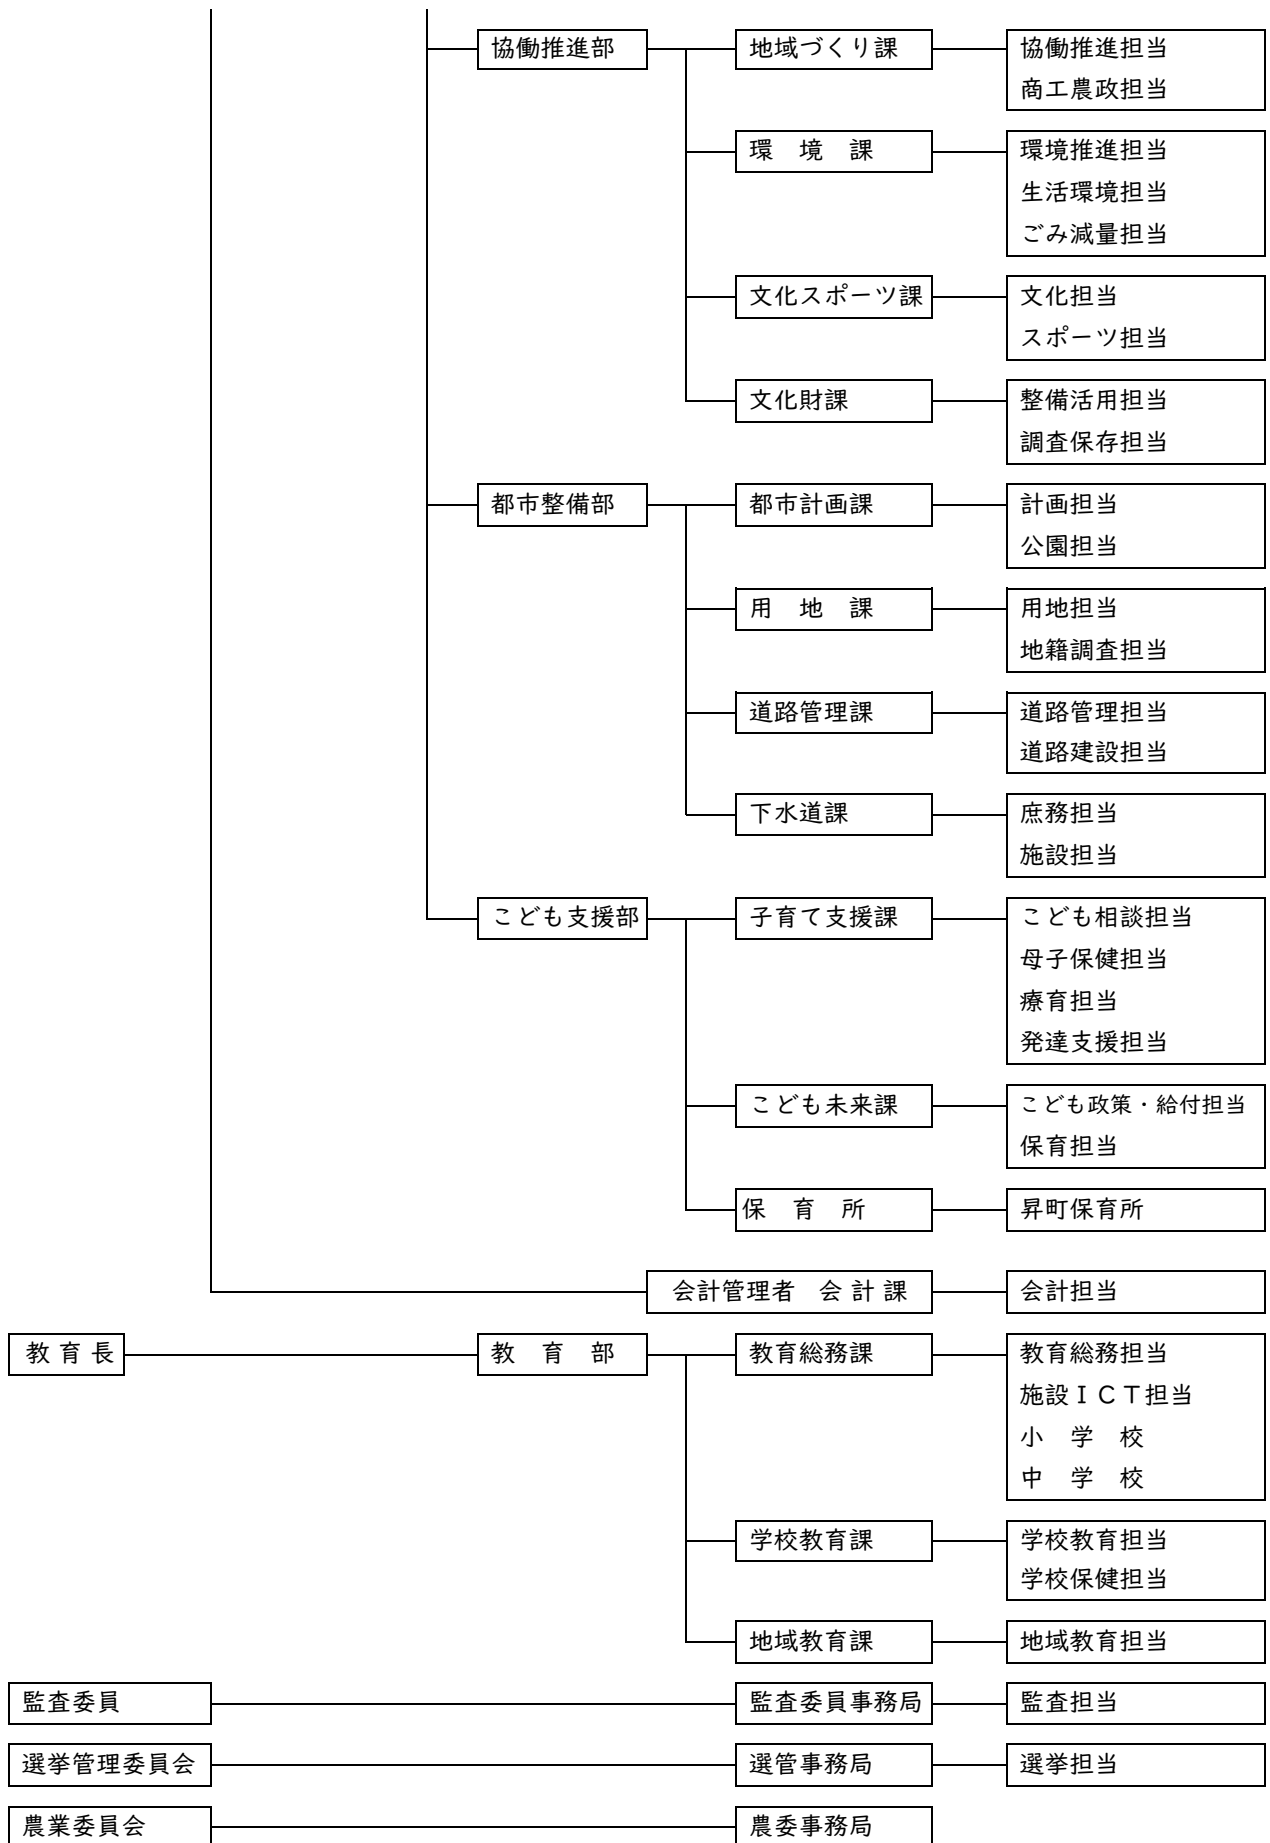 協働推進部 地域づくり課 協働推進担当
商工農政担当
環　境　課 環境推進担当
生活環境担当
ごみ減量担当
文化スポーツ課 文化担当
スポーツ担当
文化財課 整備活用担当
調査保存担当
都市整備部 都市計画課 計画担当
公園担当
用　地　課 用地担当
地籍調査担当
道路管理課 道路管理担当
道路建設担当
下水道課 庶務担当
施設担当
こども支援部 子育て支援課 こども相談担当
母子保健担当
療育担当
発達支援担当
こども未来課 こども政策・給付担当
保育担当
保　育　所 昇町保育所
会計管理者　会 計 課 会計担当
教 育 長 教　育　部 教育総務課 教育総務担当
施設ＩＣＴ担当
小　学　校
中　学　校
学校教育課 学校教育担当
学校保健担当
地域教育課 地域教育担当
監査委員 監査委員事務局 監査担当
選挙管理委員会 選管事務局 選挙担当
農業委員会 農委事務局